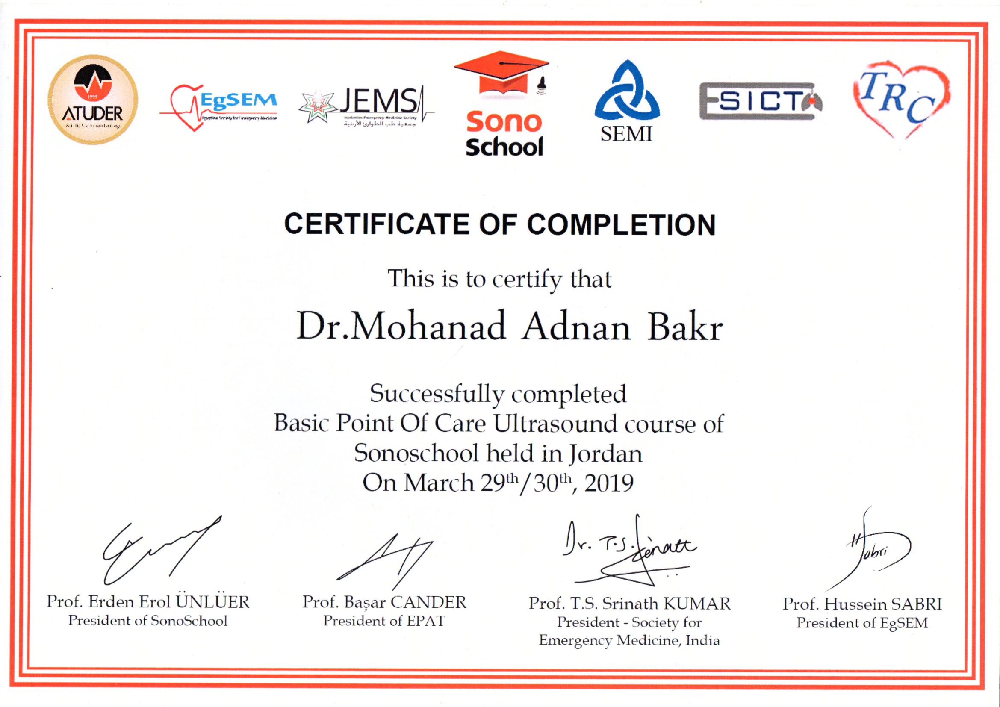 1999
ATUDER
EgSEM
Egyptian Society for Emergency Medicine
JEMS
Jordanian Emergency Medicine Society
جمعية طب الطوارئ الأردنية
Sono
School
SEMI
ESICTA
TRC
CERTIFICATE OF COMPLETION
This is to certify that
Dr.Mohanad Adnan Bakr
Successfully completed
Basic Point Of Care Ultrasound course of
Sonoschool held in Jordan
On March 29th/30th, 2019
Dr. T.S.
H Sabri
Prof. Erden Erol ÜNLÜER
President of SonoSchool
Prof. Başar CANDER
President of EPAT
Prof. T.S. Srinath KUMAR
President - Society for
Emergency Medicine, India
Prof. Hussein SABRI
President of EgSEM